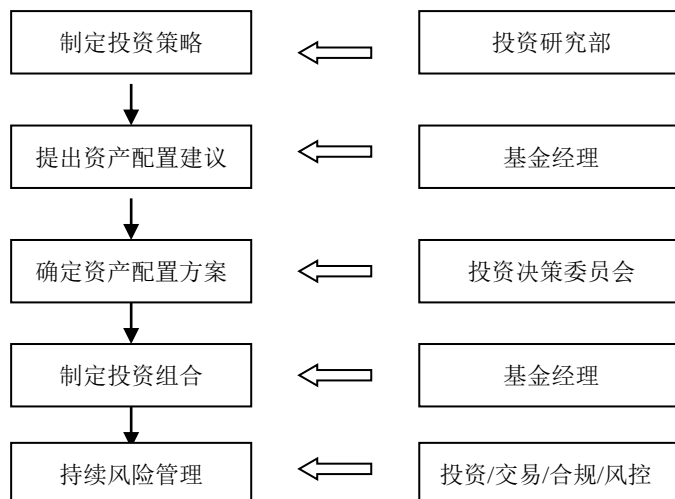 制定投资策略
投资研究部
提出资产配置建议
基金经理
确定资产配置方案
投资决策委员会
制定投资组合
基金经理
持续风险管理
投资/交易/合规/风控